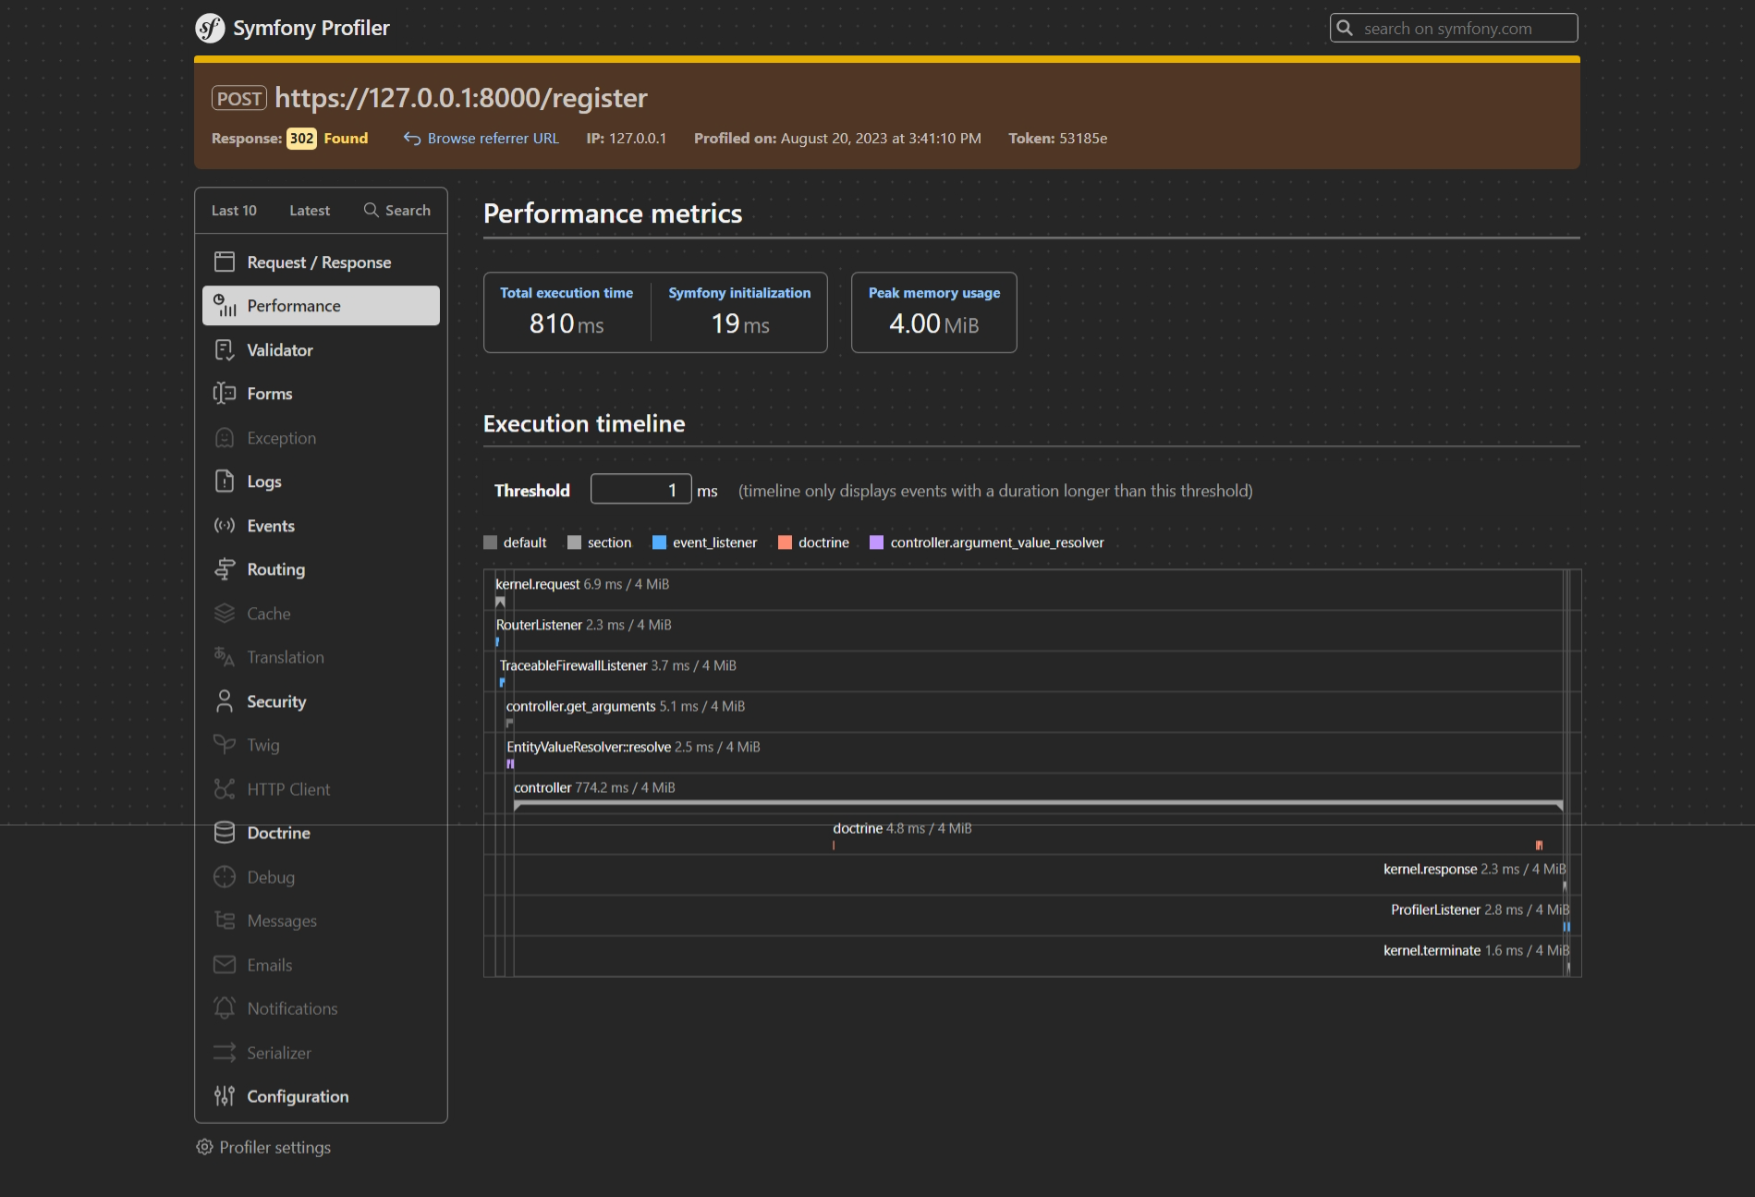 Symfony Profiler
search on symfony.com
POST https://127.0.0.1:8000/register
Response: 302 Found Browse referrer URL IP: 127.0.0.1 Profiled on: August 20, 2023 at 3:41:10 PM Token: 53185e
Last 10 Latest Search
Request / Response
Performance
Validator
Forms
Exception
Logs
Events
Routing
Cache
Translation
Security
Twig
HTTP Client
Doctrine
Debug
Messages
Emails
Notifications
Serializer
Configuration
Profiler settings
Performance metrics
Total execution time Symfony initialization Peak memory usage
810 ms 19 ms 4.00 MiB
Execution timeline
Threshold 1 ms (timeline only displays events with a duration longer than this threshold)
default section event_listener doctrine controller.argument_value_resolver
kernel.request 6.9 ms / 4 MiB
RouterListener 2.3 ms / 4 MiB
TraceableFirewallListener 3.7 ms / 4 MiB
controller.get_arguments 5.1 ms / 4 MiB
EntityValueResolver::resolve 2.5 ms / 4 MiB
controller 774.2 ms / 4 MiB
doctrine 4.8 ms / 4 MiB
kernel.response 2.3 ms / 4 MiB
ProfilerListener 2.8 ms / 4 MiB
kernel.terminate 1.6 ms / 4 MiB